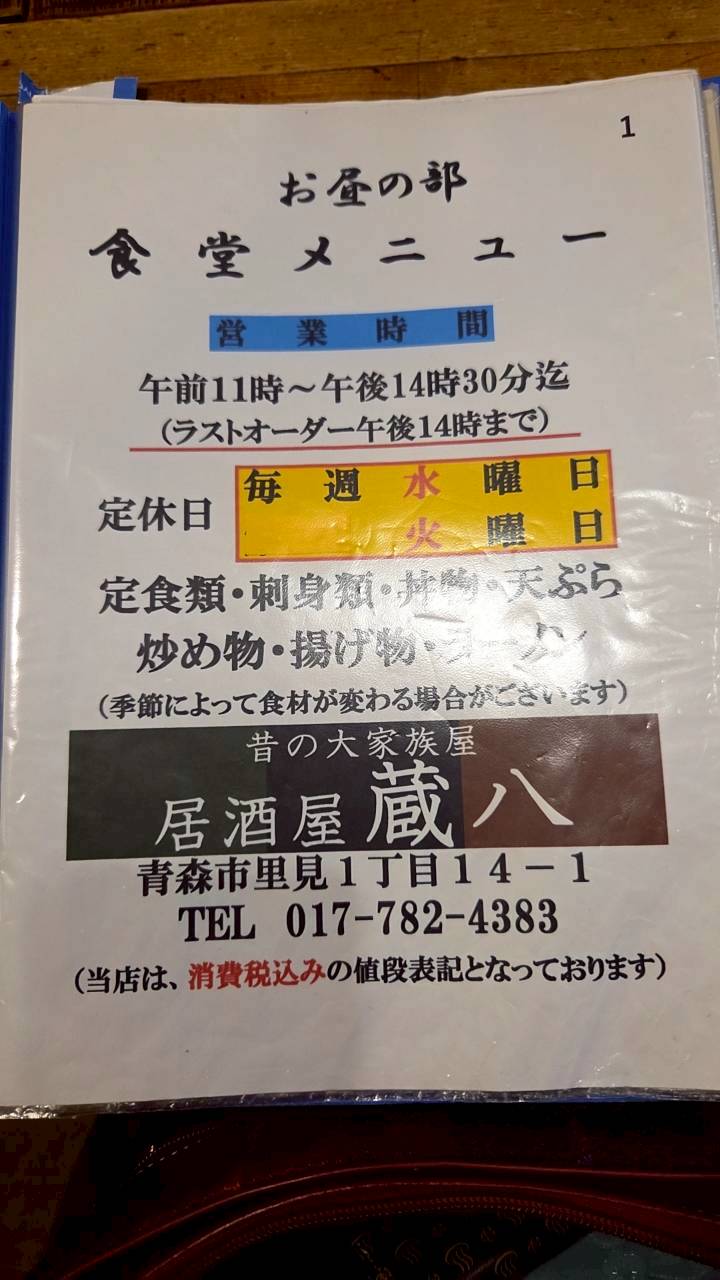 1
お昼の部
食堂メニュー
営業時間
午前11時～午後14時30分迄
（ラストオーダー午後14時まで）
定休日
毎週水曜日
火曜日
定食類・刺身類・丼物・天ぷら
炒め物・揚げ物・ラーメン
（季節によって食材が変わる場合がございます）
昔の大家族屋
居酒屋蔵八
青森市里見１丁目１４－１
TEL 017-782-4383
（当店は、消費税込みの値段表記となっております）